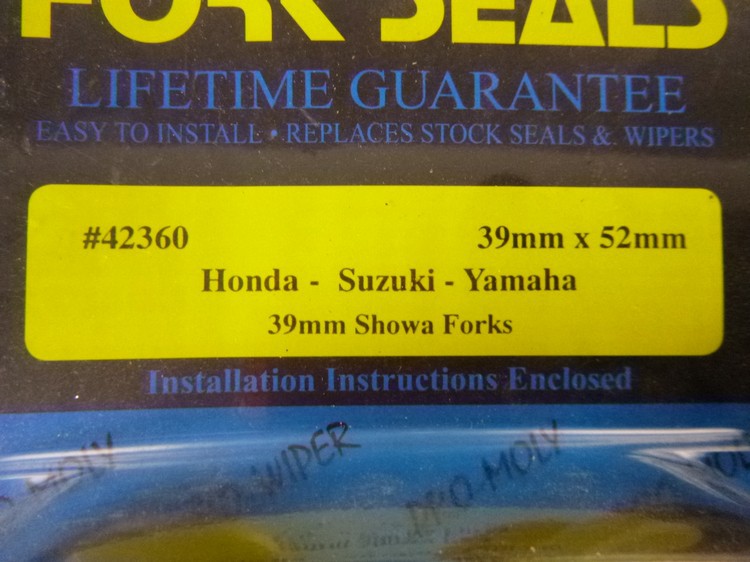 FORK SEALS
LIFETIME GUARANTEE
EASY TO INSTALL • REPLACES STOCK SEALS & WIPERS
#42360 39mm x 52mm
Honda - Suzuki - Yamaha
39mm Showa Forks
Installation Instructions Enclosed
MOLY WIPER PRO-MOLY